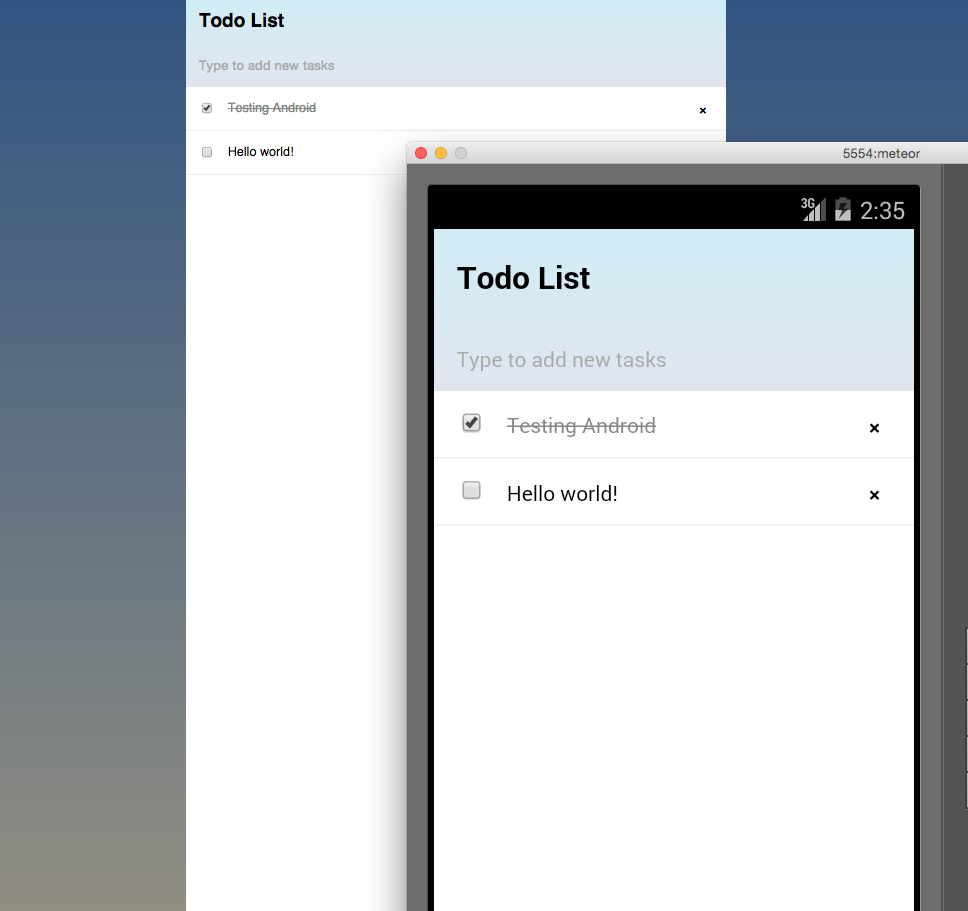 Todo List
Type to add new tasks
Testing Android ×
Hello world!
5554:meteor
3G 2:35
Todo List
Type to add new tasks
Testing Android ×
Hello world! ×